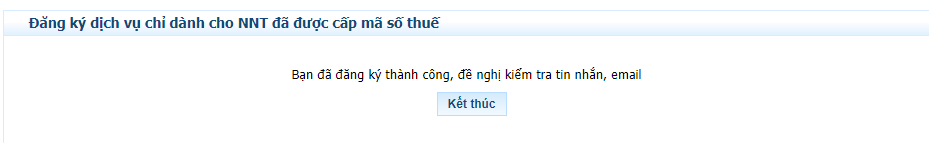 Đăng ký dịch vụ chỉ dành cho NNT đã được cấp mã số thuế
Bạn đã đăng ký thành công, đề nghị kiểm tra tin nhắn, email
Kết thúc